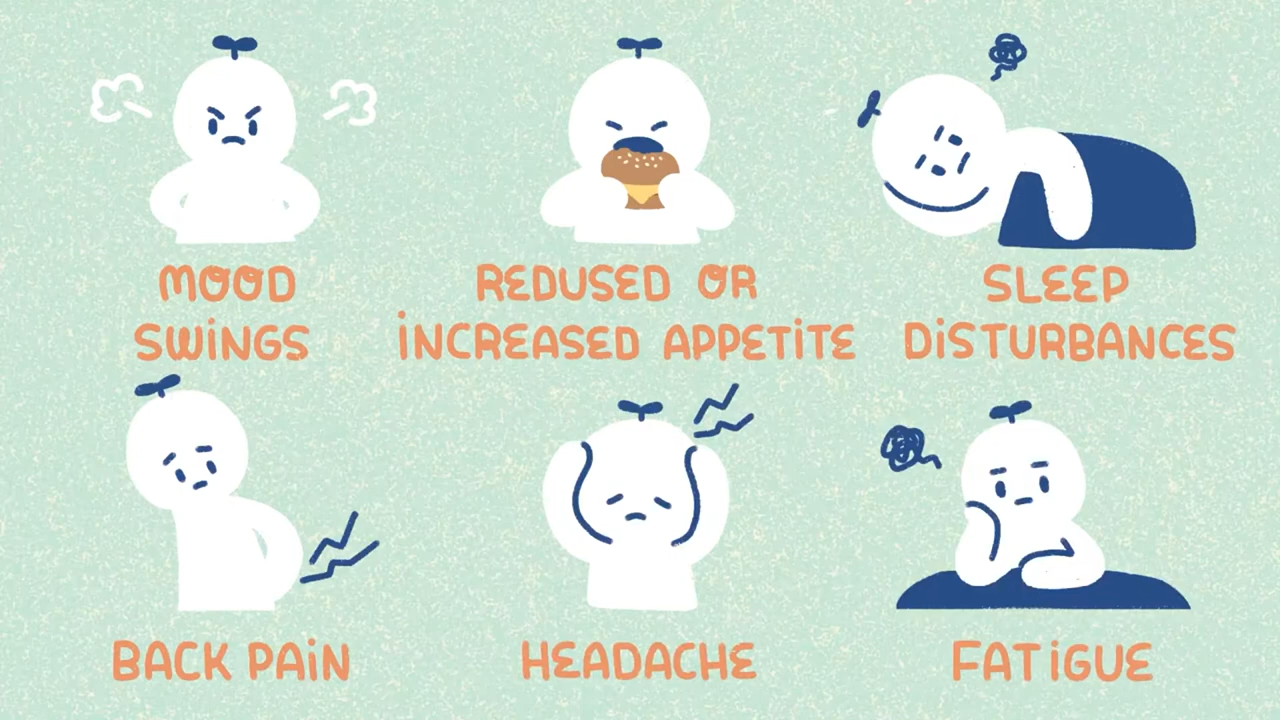 MOOD
SWiNGS
REDUSED OR
iNCREASED APPETiTE
SLEEP
DiSTURBANCES
BACK PAiN
HEADACHE
FATiGUE